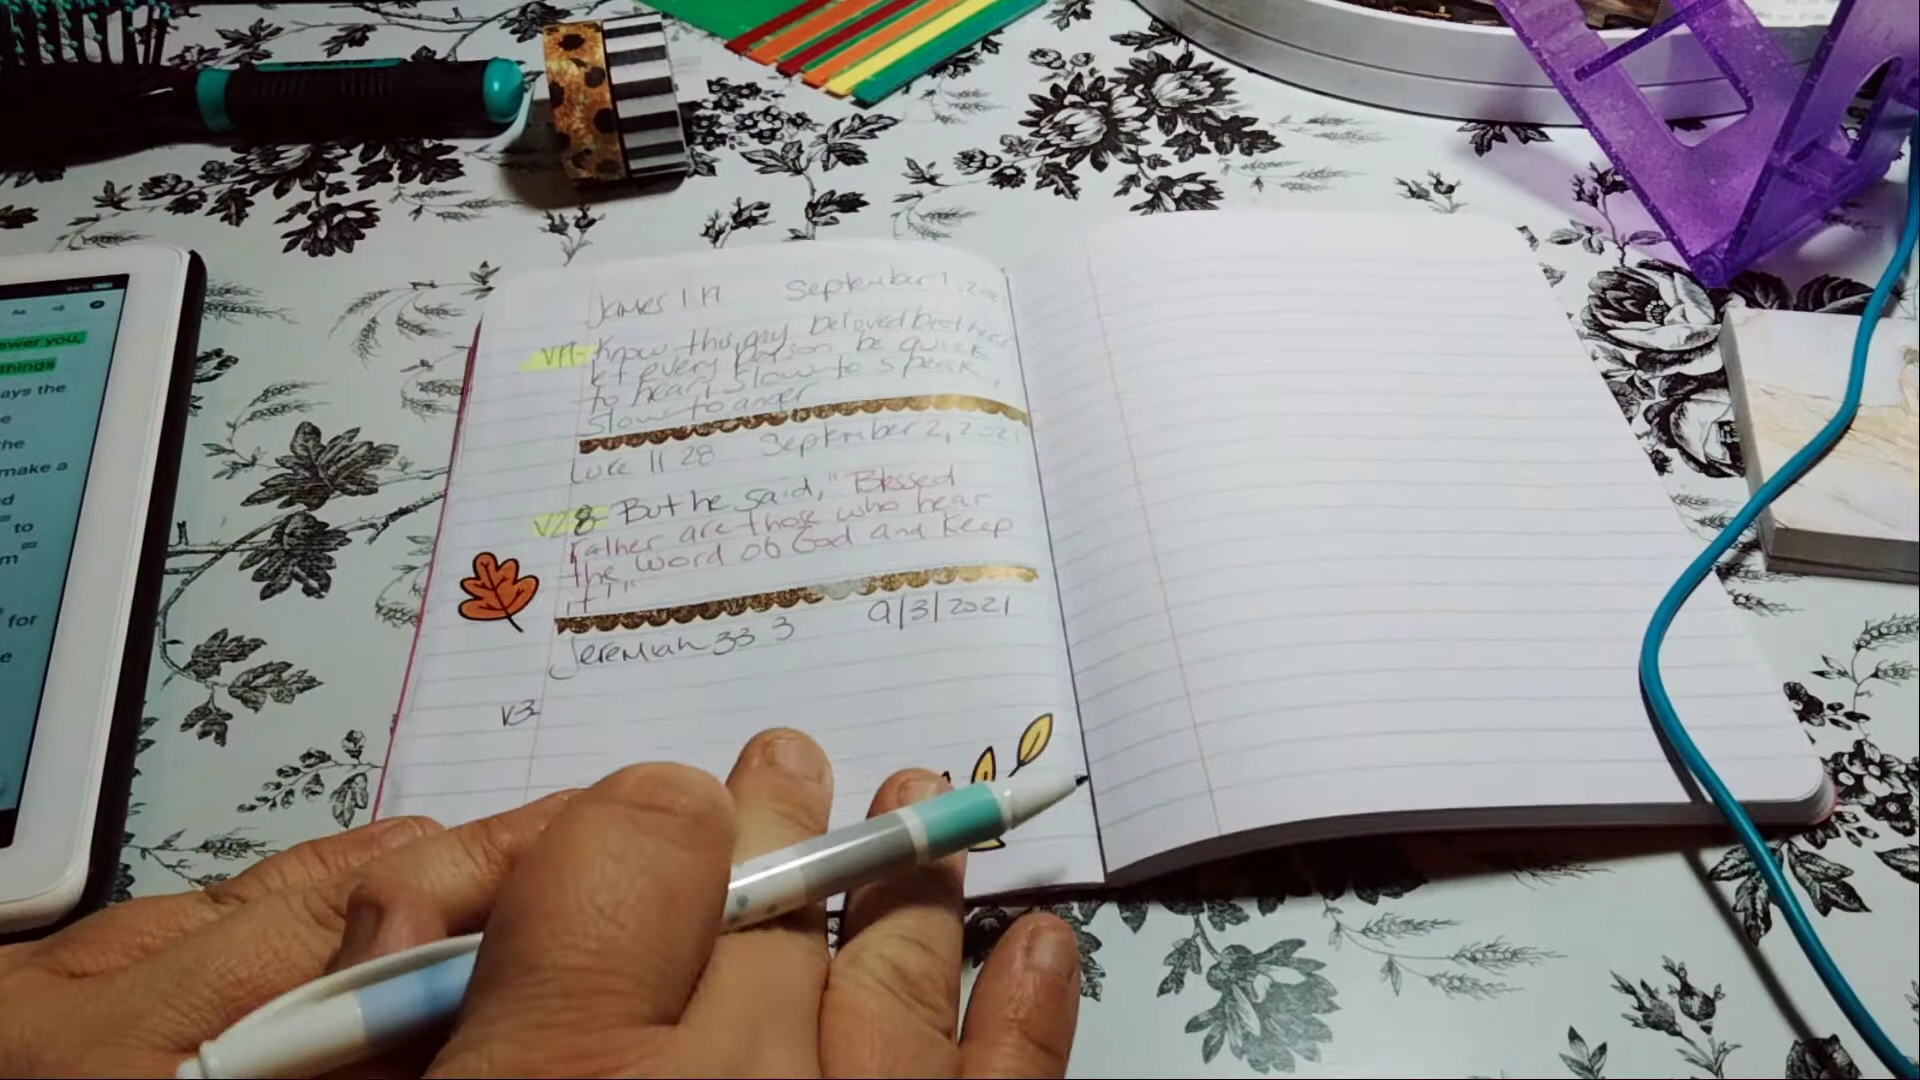 swer you,
things
ays the
e
the
make a
d
to
m
for
e
James 1 19 September 1, 202
V19- Know this, my beloved brothers
let every person be quick
to hear, slow to speak,
slow to anger
Luke 11 28 September 2, 2021
V28- But he said, "Blessed
rather are those who hear
the word of God and keep
it!"
Jeremiah 33 3 9/3/2021
V3-